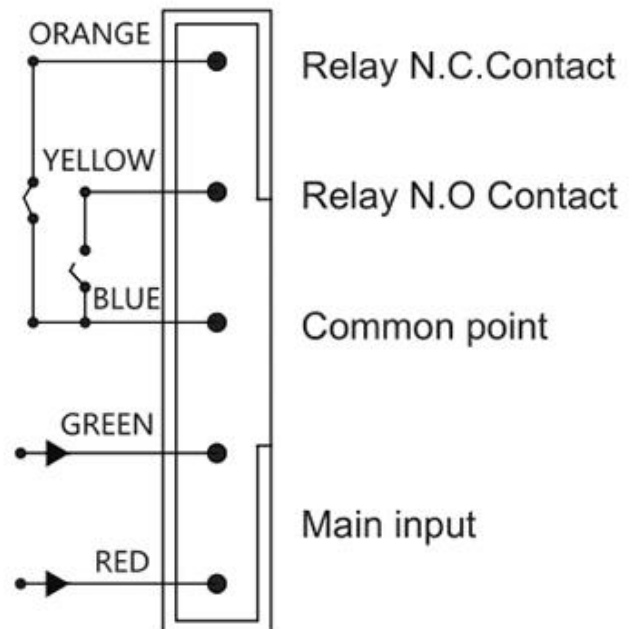 ORANGE
Relay N.C.Contact
YELLOW
Relay N.O Contact
BLUE
Common point
GREEN
Main input
RED